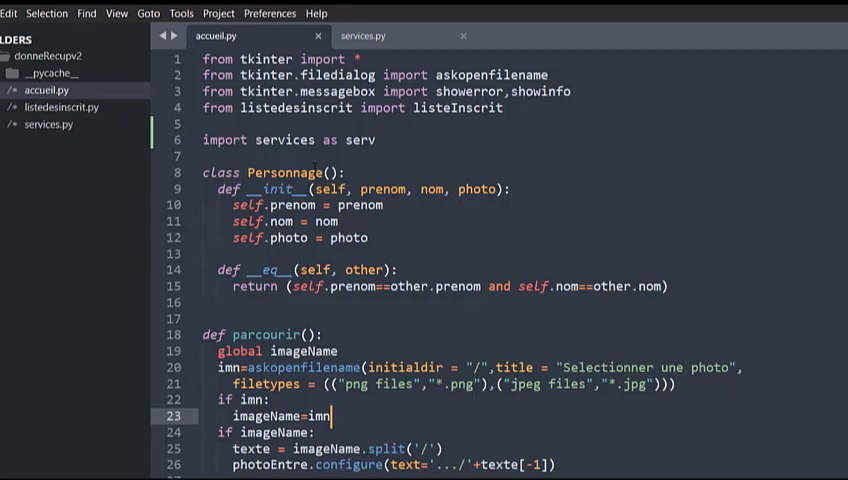 Edit Selection Find View Goto Tools Project Preferences Help
LDERS
accueil.py
services.py
donneRecupv2
__pycache__
accueil.py
listedesinscrit.py
services.py
1 from tkinter import *
2 from tkinter.filedialog import askopenfilename
3 from tkinter.messagebox import showerror,showinfo
4 from listedesinscrit import listeInscrit
5
6 import services as serv
7
8 class Personnage():
9 def __init__(self, prenom, nom, photo):
10 self.prenom = prenom
11 self.nom = nom
12 self.photo = photo
13
14 def __eq__(self, other):
15 return (self.prenom==other.prenom and self.nom==other.nom)
16
17
18 def parcourir():
19 global imageName
20 imn=askopenfilename(initialdir = "/",title = "Selectionner une photo",
21 filetypes = (("png files","*.png"),("jpeg files","*.jpg")))
22 if imn:
23 imageName=imn
24 if imageName:
25 texte = imageName.split('/')
26 photoEntre.configure(text='.../'+texte[-1])